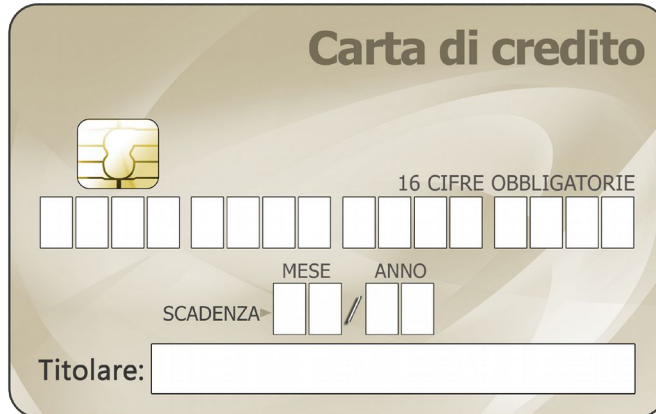 Carta di credito
16 CIFRE OBBLIGATORIE
MESE ANNO
SCADENZA /
Titolare: